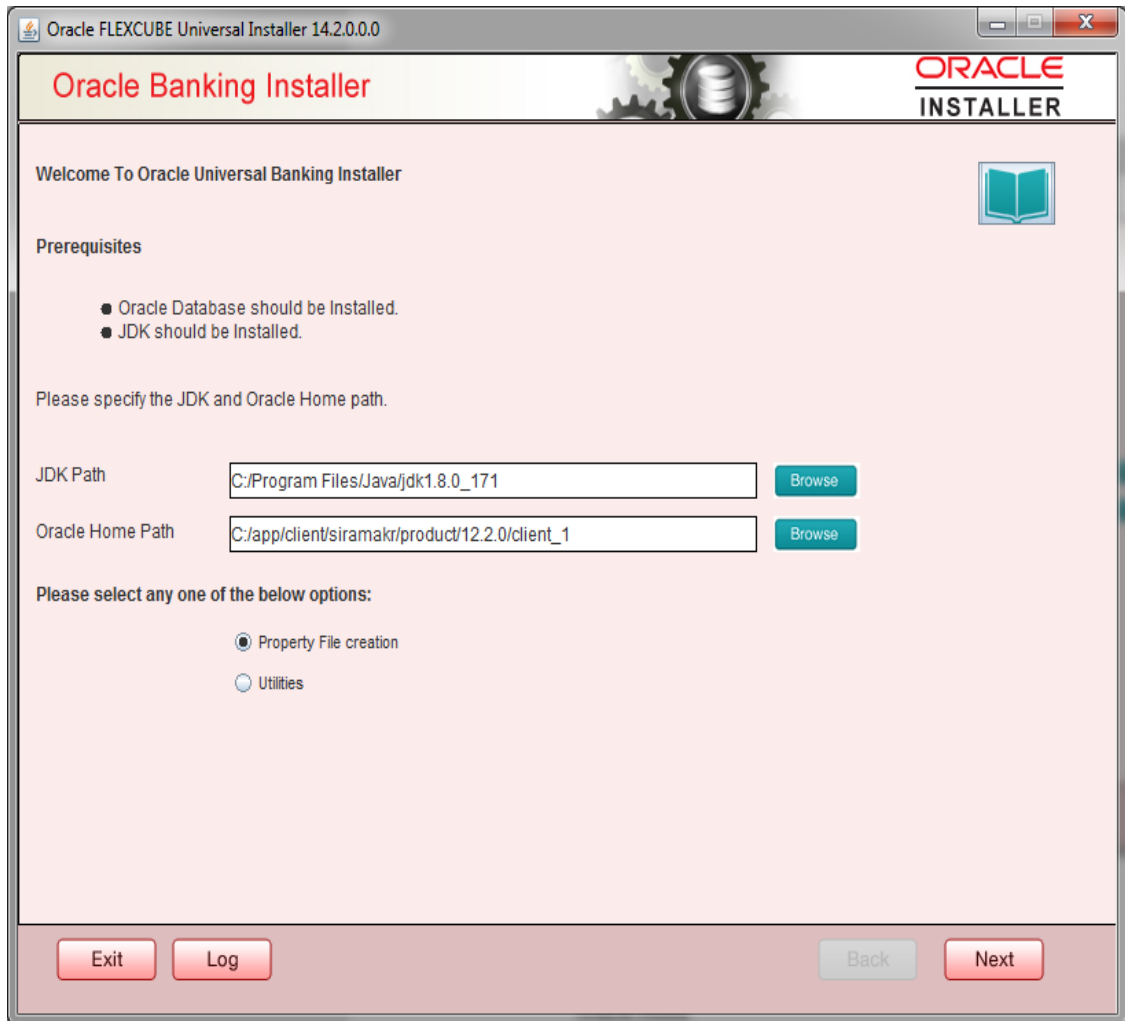 Oracle FLEXCUBE Universal Installer 14.2.0.0.0
Oracle Banking Installer
ORACLE
INSTALLER
Welcome To Oracle Universal Banking Installer
Prerequisites
Oracle Database should be Installed.
JDK should be Installed.
Please specify the JDK and Oracle Home path.
JDK Path C:/Program Files/Java/jdk1.8.0_171 Browse
Oracle Home Path C:/app/client/siramakr/product/12.2.0/client_1 Browse
Please select any one of the below options:
Property File creation
Utilities
Exit Log Back Next